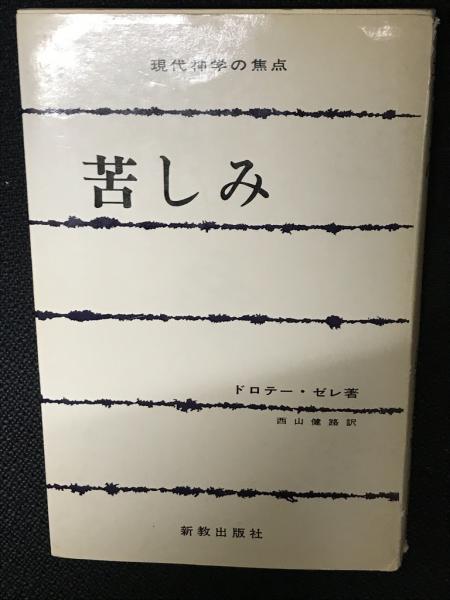 現代神学の焦点
苦しみ
ドロテー・ゼレ著
西山健路訳
新教出版社